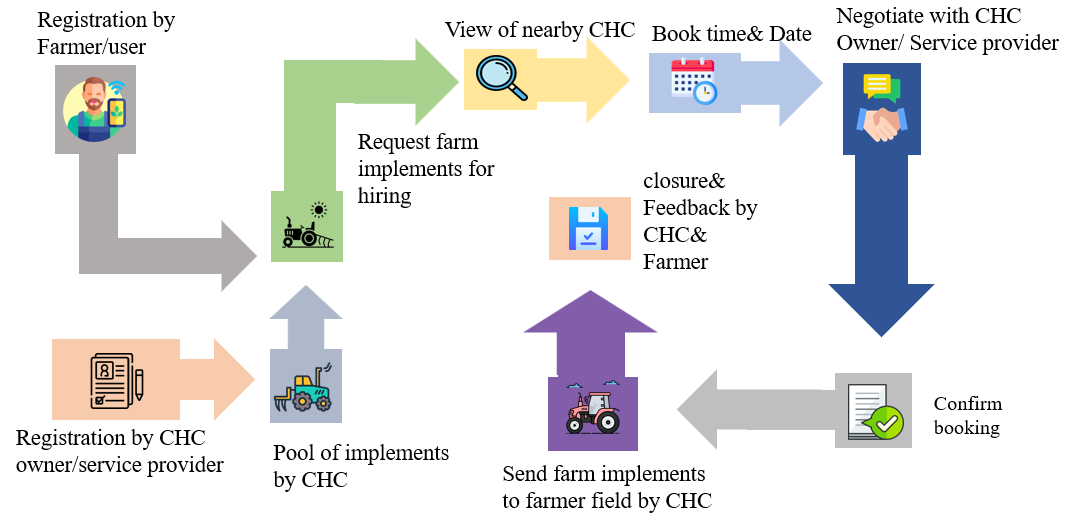 Registration by
Farmer/user
View of nearby CHC
Book time& Date
Negotiate with CHC
Owner/ Service provider
Request farm
implements for
hiring
closure&
Feedback by
CHC&
Farmer
Registration by CHC
owner/service provider
Pool of implements
by CHC
Send farm implements
to farmer field by CHC
Confirm
booking